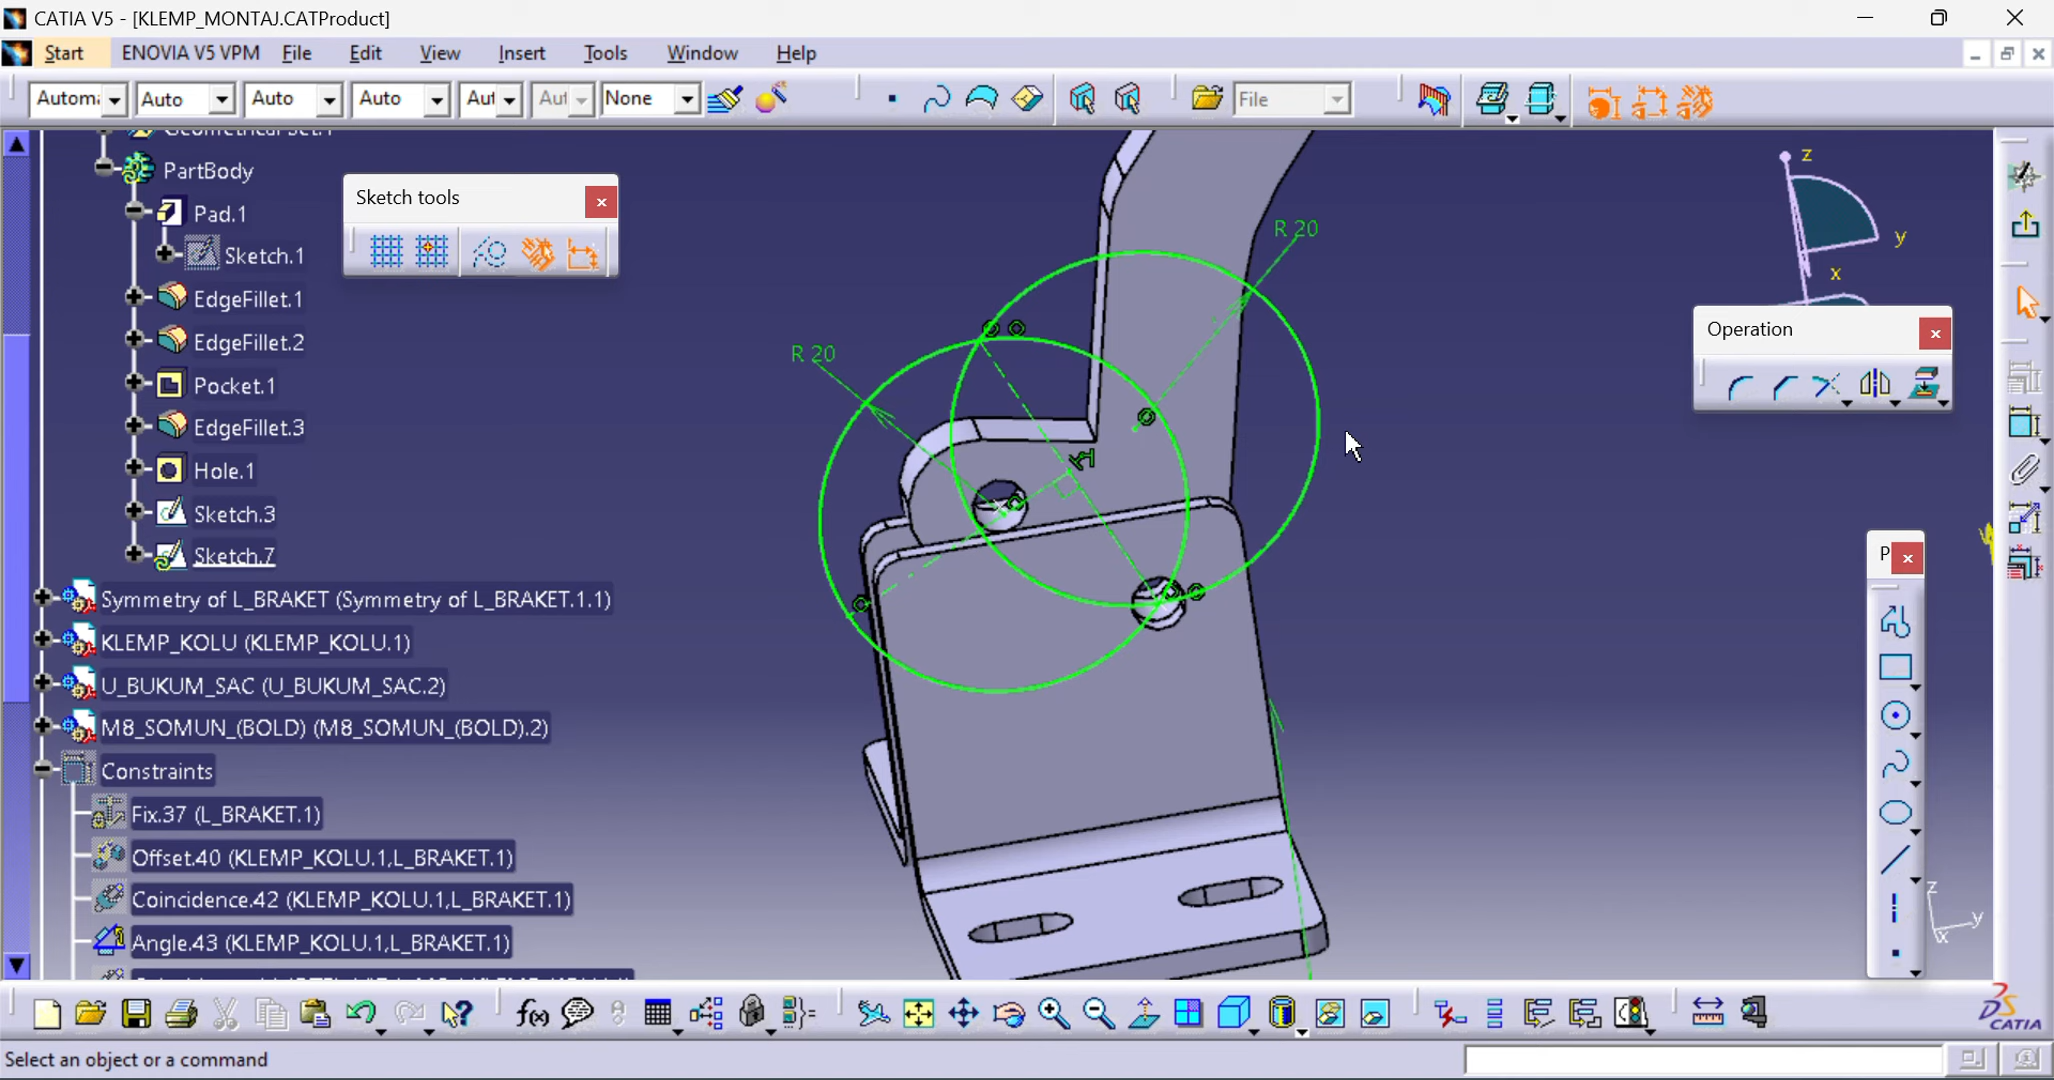 CATIA V5 - [KLEMP_MONTAJ.CATProduct]
Start ENOVIA V5 VPM File Edit View Insert Tools Window Help
Auto Auto Auto Aut Aut None File
PartBody
Pad.1
Sketch.1
EdgeFillet.1
EdgeFillet.2
Pocket.1
EdgeFillet.3
Hole.1
Sketch.3
Sketch.7
Symmetry of L_BRAKET (Symmetry of L_BRAKET.1.1)
KLEMP_KOLU (KLEMP_KOLU.1)
U_BUKUM_SAC (U_BUKUM_SAC.2)
M8_SOMUN_(BOLD) (M8_SOMUN_(BOLD).2)
Constraints
Fix.37 (L_BRAKET.1)
Offset.40 (KLEMP_KOLU.1,L_BRAKET.1)
Coincidence.42 (KLEMP_KOLU.1,L_BRAKET.1)
Angle.43 (KLEMP_KOLU.1,L_BRAKET.1)
Sketch tools
R 20
R 20
z
y
x
Operation
P
z
y
x
f(x)
CATIA
Select an object or a command